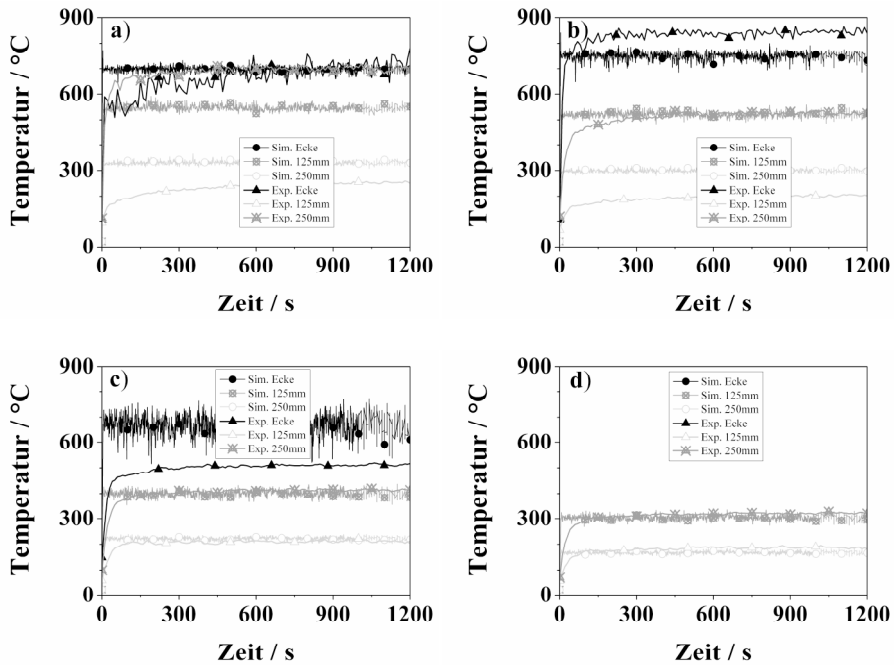 a)
900
600
300
0
0
300
600
900
1200
Temperatur / °C
Zeit / s
Sim. Ecke
Sim. 125mm
Sim. 250mm
Exp. Ecke
Exp. 125mm
Exp. 250mm
b)
900
600
300
0
0
300
600
900
1200
Temperatur / °C
Zeit / s
Sim. Ecke
Sim. 125mm
Sim. 250mm
Exp. Ecke
Exp. 125mm
Exp. 250mm
c)
900
600
300
0
0
300
600
900
1200
Temperatur / °C
Zeit / s
Sim. Ecke
Sim. 125mm
Sim. 250mm
Exp. Ecke
Exp. 125mm
Exp. 250mm
d)
900
600
300
0
0
300
600
900
1200
Temperatur / °C
Zeit / s
Sim. Ecke
Sim. 125mm
Sim. 250mm
Exp. Ecke
Exp. 125mm
Exp. 250mm